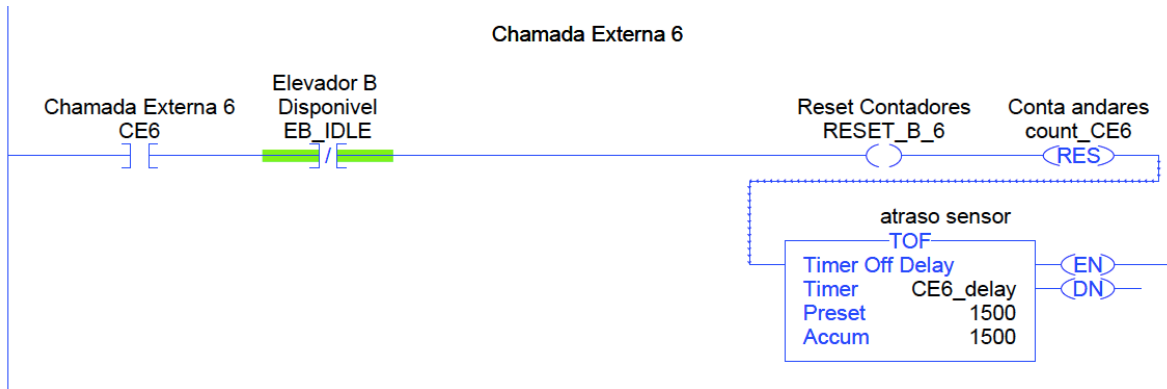 Chamada Externa 6
Elevador B
Chamada Externa 6 Disponivel Reset Contadores Conta andares
CE6 EB_IDLE RESET_B_6 count_CE6
/ RES
atraso sensor
TOF
Timer Off Delay EN
Timer CE6_delay DN
Preset 1500
Accum 1500